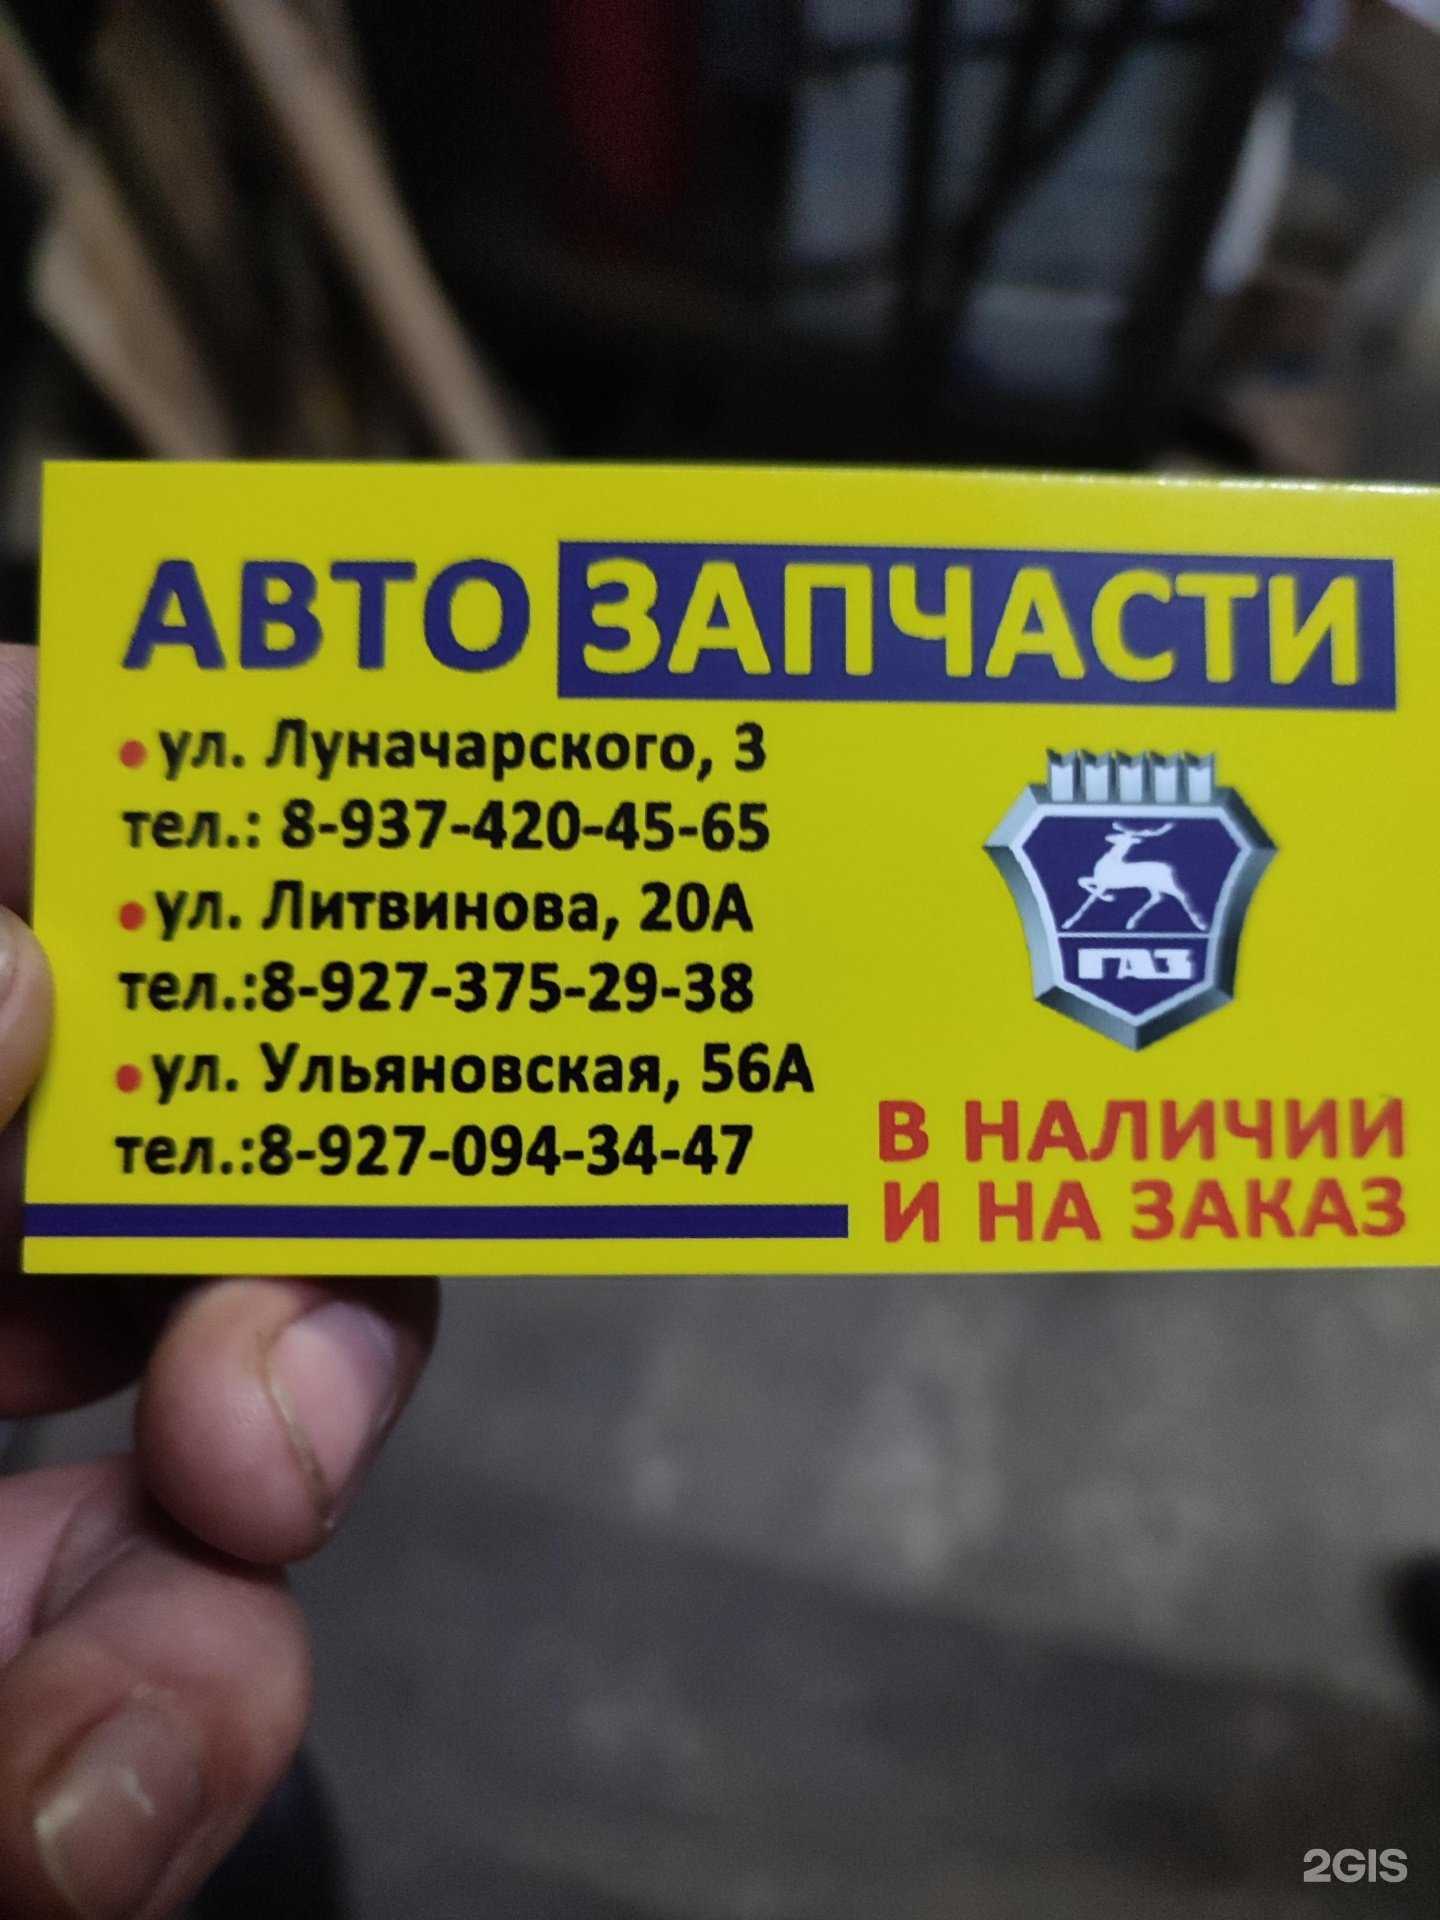 АВТО ЗАПЧАСТИ
• ул. Луначарского, 3
тел.: 8-937-420-45-65
• ул. Литвинова, 20А
тел.:8-927-375-29-38
• ул. Ульяновская, 56А
тел.:8-927-094-34-47
ГАЗ
В НАЛИЧИИ
И НА ЗАКАЗ
2GIS